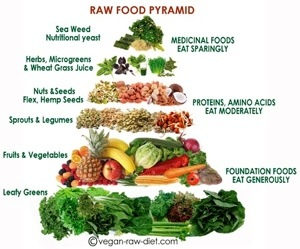 RAW FOOD PYRAMID
Sea Weed
Nutritional yeast
MEDICINAL FOODS
EAT SPARINGLY
Herbs, Microgreens
& Wheat Grass Juice
Nuts &Seeds
Flex, Hemp Seeds
PROTEINS, AMINO ACIDS
EAT MODERATELY
Sprouts & Legumes
Fruits & Vegetables
FOUNDATION FOODS
EAT GENEROUSLY
Leafy Greens
©vegan-raw-diet.com